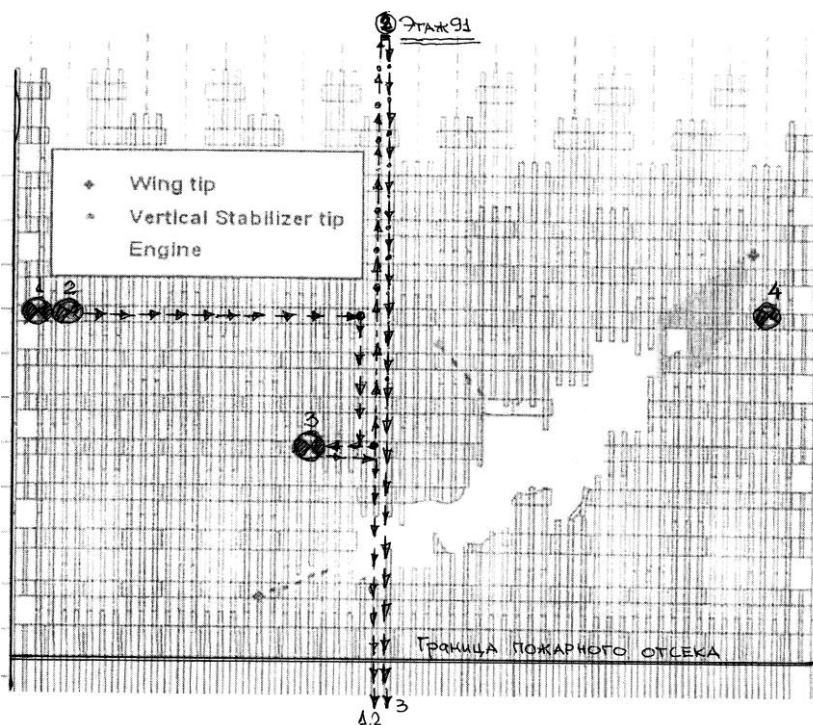 Этаж 91
Wing tip
Vertical Stabilizer tip
Engine
1 2
4
3
Граница пожарного отсека
1.2 3